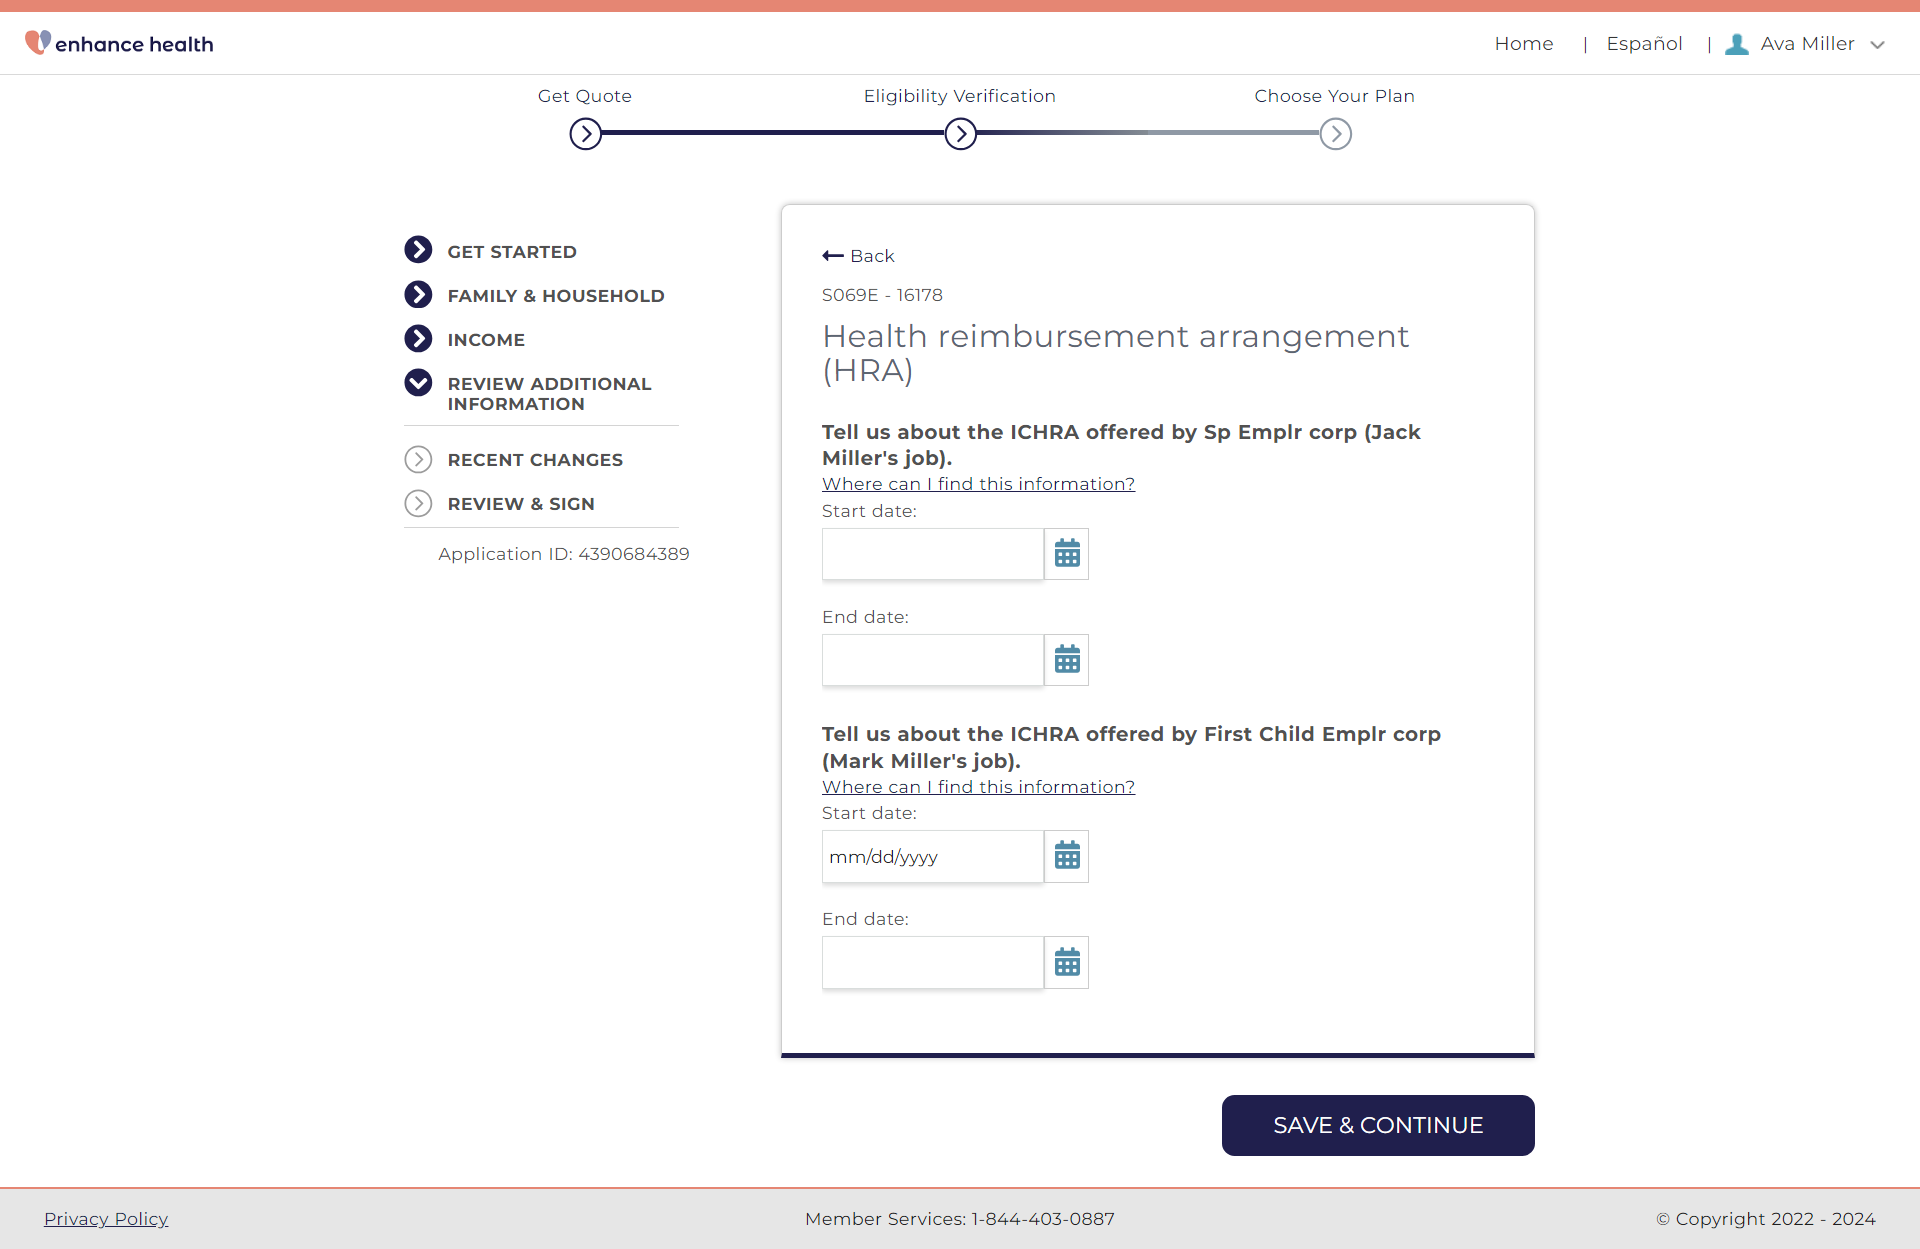 enhance health
Home | Español | Ava Miller
Get Quote
Eligibility Verification
Choose Your Plan
GET STARTED
FAMILY & HOUSEHOLD
INCOME
REVIEW ADDITIONAL
INFORMATION
RECENT CHANGES
REVIEW & SIGN
Application ID: 4390684389
Back
S069E - 16178
Health reimbursement arrangement
(HRA)
Tell us about the ICHRA offered by Sp Emplr corp (Jack
Miller's job).
Where can I find this information?
Start date:
End date:
Tell us about the ICHRA offered by First Child Emplr corp
(Mark Miller's job).
Where can I find this information?
Start date:
mm/dd/yyyy
End date:
SAVE & CONTINUE
Privacy Policy
Member Services: 1-844-403-0887
© Copyright 2022 - 2024